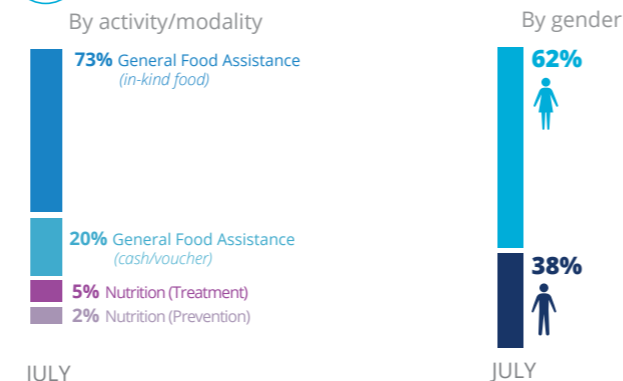 By activity/modality
73% General Food Assistance
(in-kind food)
20% General Food Assistance
(cash/voucher)
5% Nutrition (Treatment)
2% Nutrition (Prevention)
JULY
By gender
62%
38%
JULY